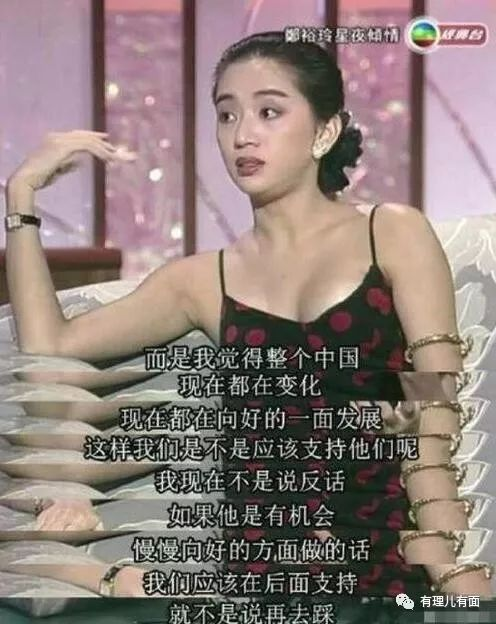 鄭裕玲星夜傾情
經典台
而是我觉得整个中国
现在都在变化
现在都在向好的一面发展
这样我们是不是应该支持他们呢
我现在不是说反话
如果他是有机会
慢慢向好的方面做的话
我们应该在后面支持
就不是说再去踩
有理儿有面